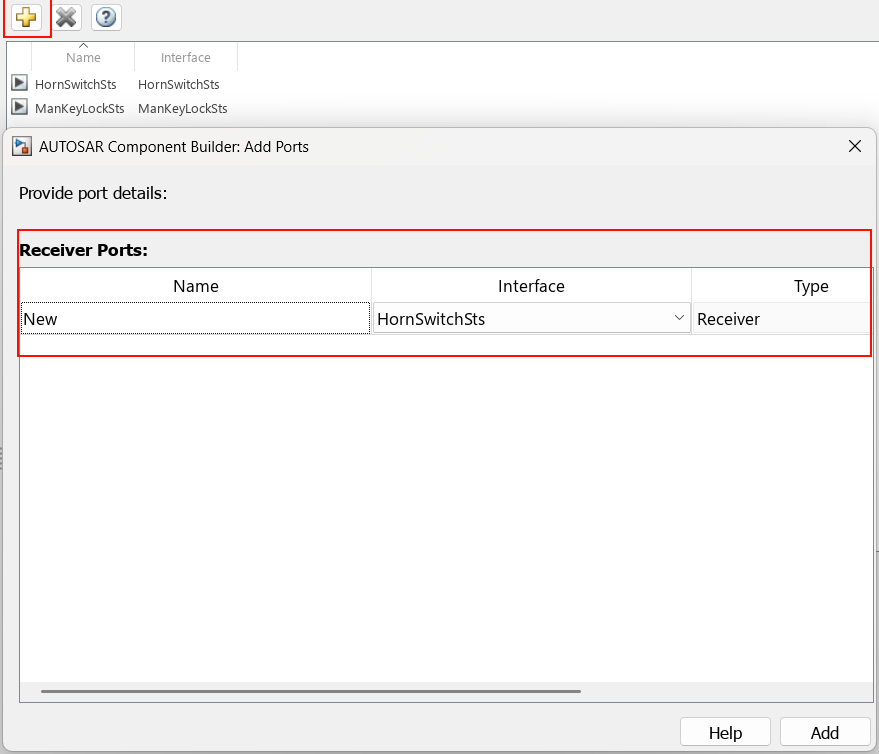 Name Interface
HornSwitchSts HornSwitchSts
ManKeyLockSts ManKeyLockSts
AUTOSAR Component Builder: Add Ports
Provide port details:
Receiver Ports:
Name Interface Type
New HornSwitchSts Receiver
Help Add